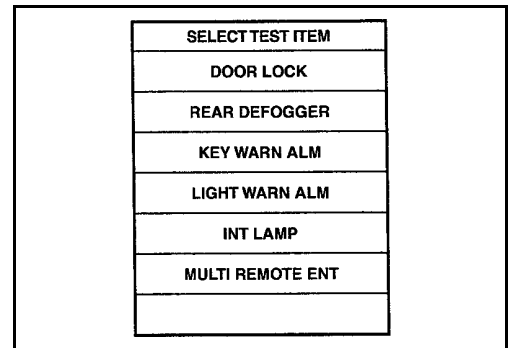 SELECT TEST ITEM
DOOR LOCK
REAR DEFOGGER
KEY WARN ALM
LIGHT WARN ALM
INT LAMP
MULTI REMOTE ENT